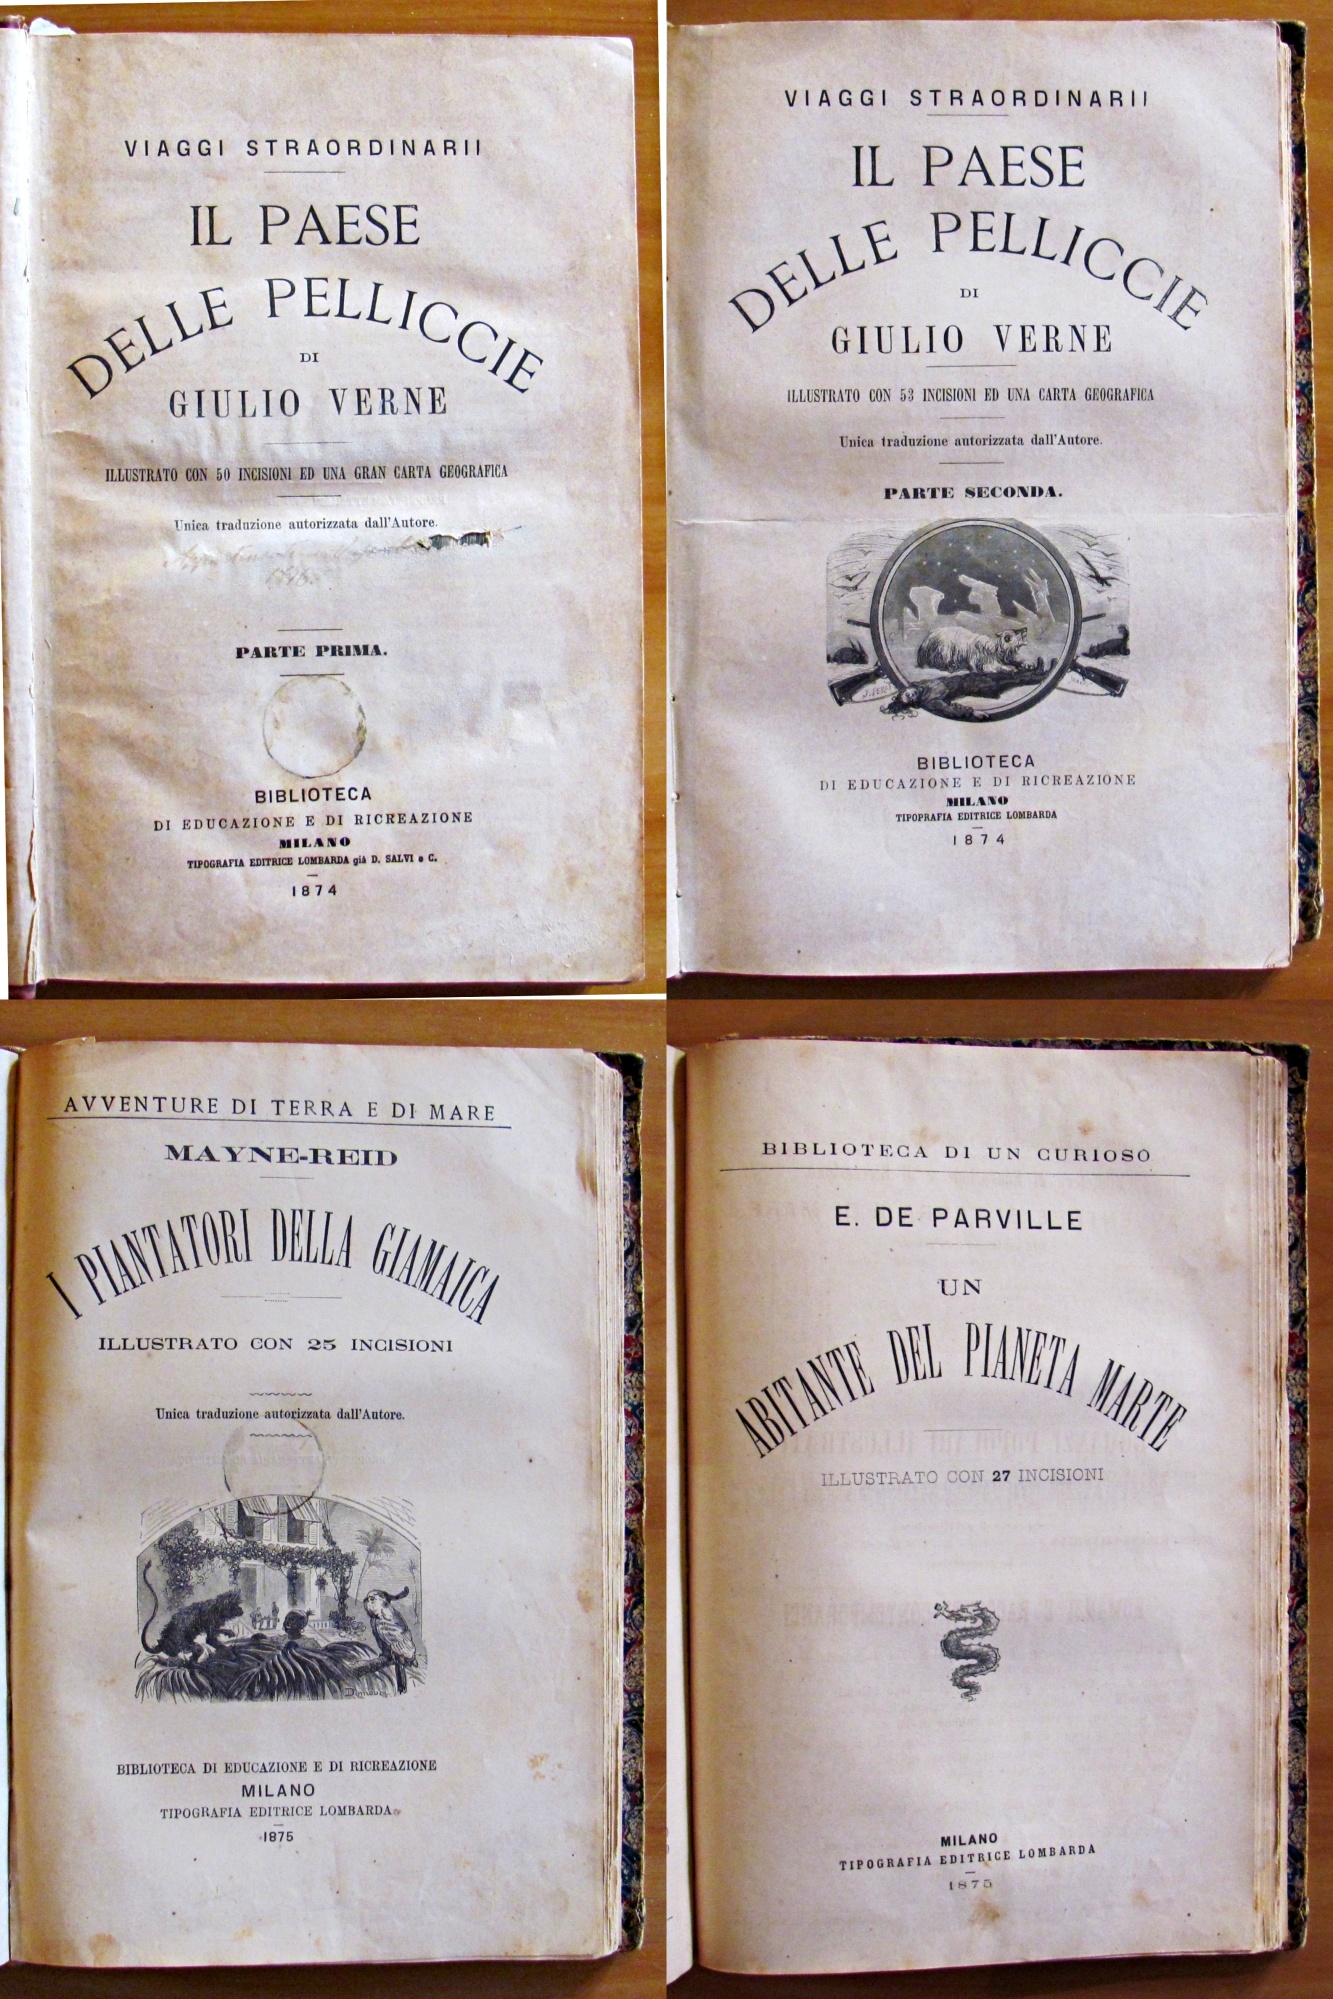 VIAGGI STRAORDINARII
IL PAESE
DELLE PELLICCIE
DI
GIULIO VERNE
ILLUSTRATO CON 50 INCISIONI ED UNA GRAN CARTA GEOGRAFICA
Unica traduzione autorizzata dall'Autore.
PARTE PRIMA.
BIBLIOTECA
DI EDUCAZIONE E DI RICREAZIONE
MILANO
TIPOGRAFIA EDITRICE LOMBARDA già D. SALVI e C.
1874
VIAGGI STRAORDINARII
IL PAESE
DELLE PELLICCIE
DI
GIULIO VERNE
ILLUSTRATO CON 53 INCISIONI ED UNA CARTA GEOGRAFICA
Unica traduzione autorizzata dall'Autore.
PARTE SECONDA.
BIBLIOTECA
DI EDUCAZIONE E DI RICREAZIONE
MILANO
TIPOPRAFIA EDITRICE LOMBARDA
1874
AVVENTURE DI TERRA E DI MARE
MAYNE-REID
I PIANTATORI DELLA GIAMAICA
ILLUSTRATO CON 25 INCISIONI
Unica traduzione autorizzata dall'Autore.
BIBLIOTECA DI EDUCAZIONE E DI RICREAZIONE
MILANO
TIPOGRAFIA EDITRICE LOMBARDA
1875
BIBLIOTECA DI UN CURIOSO
E. DE PARVILLE
UN
ABITANTE DEL PIANETA MARTE
ILLUSTRATO CON 27 INCISIONI
MILANO
TIPOGRAFIA EDITRICE LOMBARDA
1875